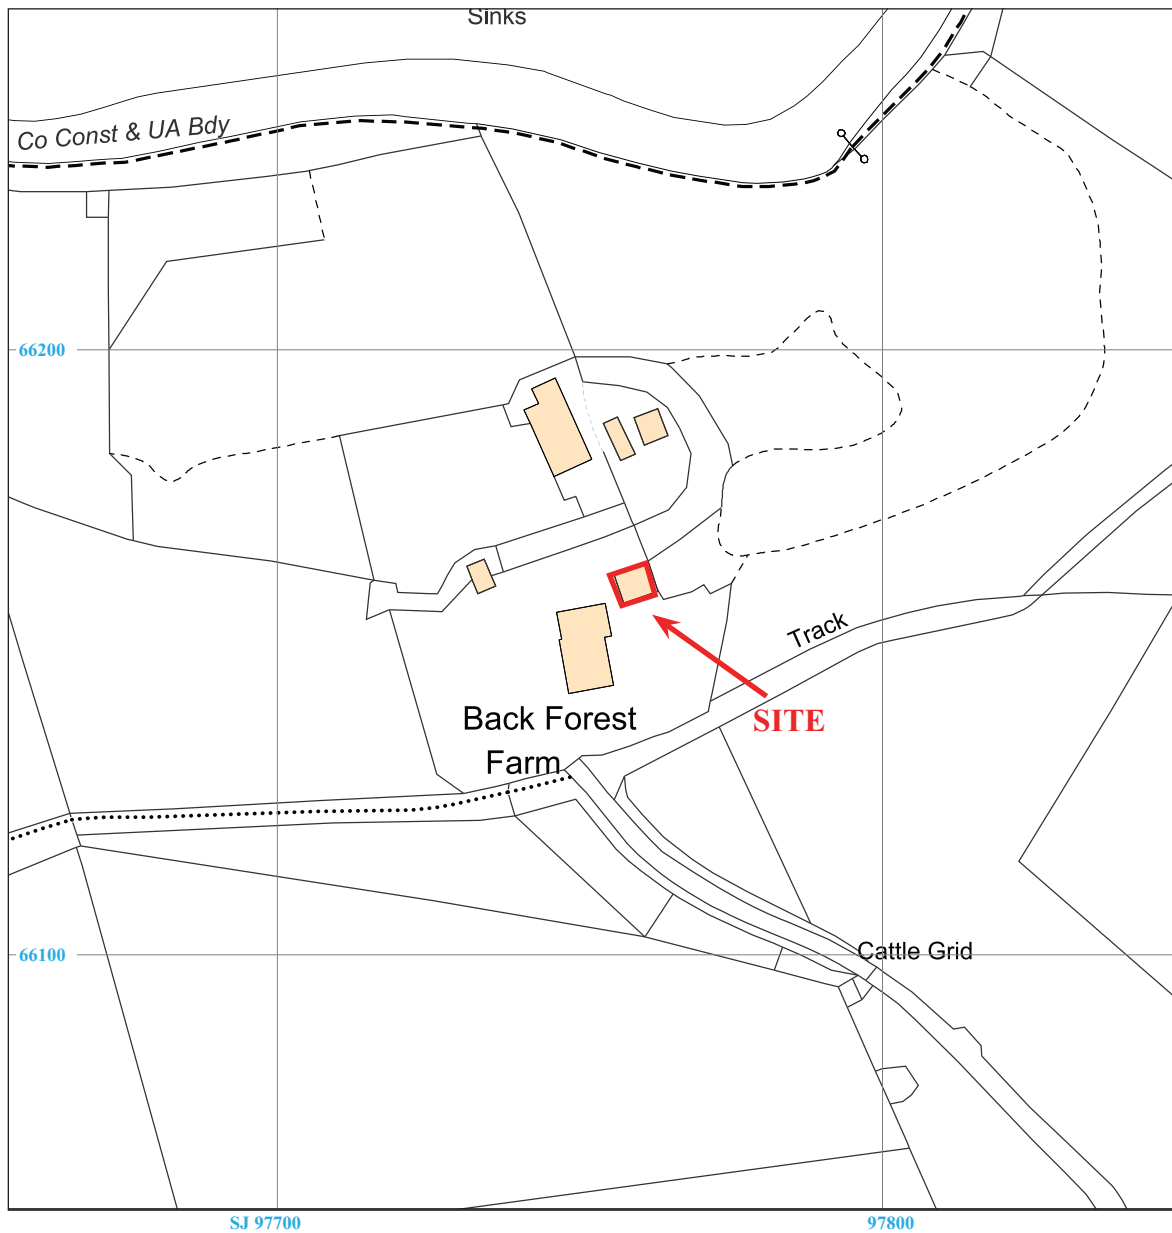 Sinks
Co Const & UA Bdy
66200
Track
Back Forest
Farm
SITE
66100
Cattle Grid
SJ 97700
97800